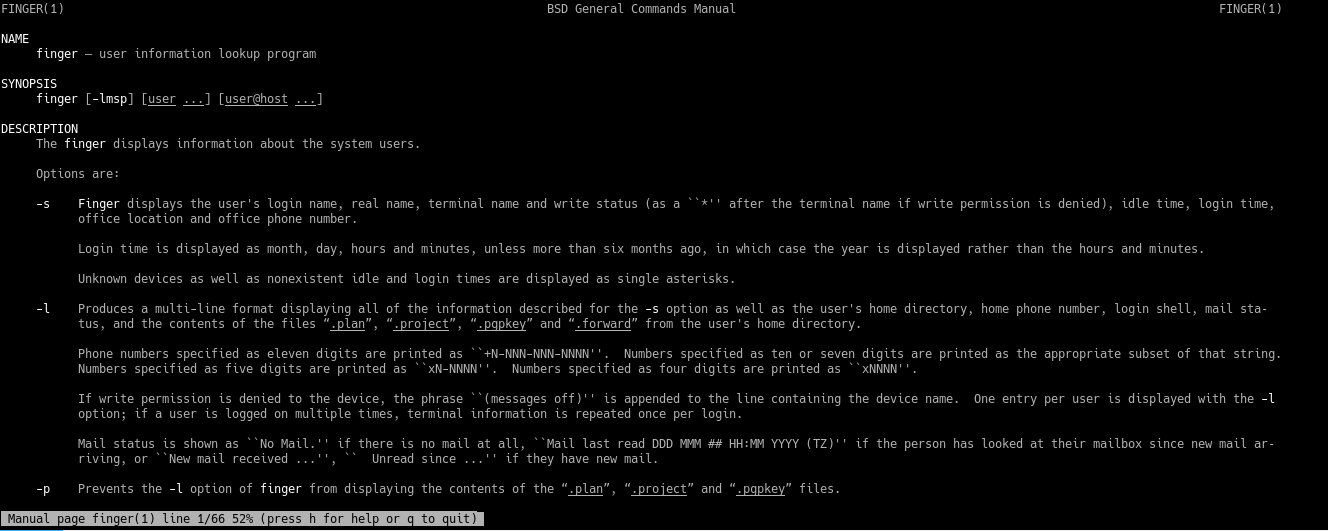 FINGER(1) BSD General Commands Manual FINGER(1)
NAME
finger — user information lookup program
SYNOPSIS
finger [-lmsp] [user ...] [user@host ...]
DESCRIPTION
The finger displays information about the system users.
Options are:
-s Finger displays the user's login name, real name, terminal name and write status (as a ``*'' after the terminal name if write permission is denied), idle time, login time,
office location and office phone number.
Login time is displayed as month, day, hours and minutes, unless more than six months ago, in which case the year is displayed rather than the hours and minutes.
Unknown devices as well as nonexistent idle and login times are displayed as single asterisks.
-l Produces a multi-line format displaying all of the information described for the -s option as well as the user's home directory, home phone number, login shell, mail sta-
tus, and the contents of the files “.plan”, “.project”, “.pgpkey” and “.forward” from the user's home directory.
Phone numbers specified as eleven digits are printed as ``+N-NNN-NNN-NNNN''. Numbers specified as ten or seven digits are printed as the appropriate subset of that string.
Numbers specified as five digits are printed as ``xN-NNNN''. Numbers specified as four digits are printed as ``xNNNN''.
If write permission is denied to the device, the phrase ``(messages off)'' is appended to the line containing the device name. One entry per user is displayed with the -l
option; if a user is logged on multiple times, terminal information is repeated once per login.
Mail status is shown as ``No Mail.'' if there is no mail at all, ``Mail last read DDD MMM ## HH:MM YYYY (TZ)'' if the person has looked at their mailbox since new mail ar-
riving, or ``New mail received ...'', `` Unread since ...'' if they have new mail.
-p Prevents the -l option of finger from displaying the contents of the “.plan”, “.project” and “.pgpkey” files.
Manual page finger(1) line 1/66 52% (press h for help or q to quit)